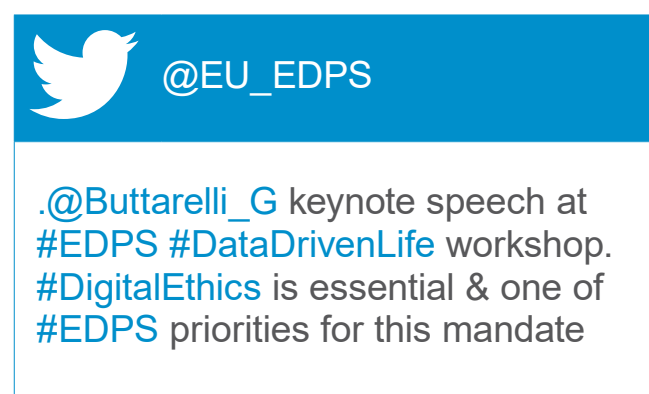 @EU_EDPS
.@Buttarelli_G keynote speech at
#EDPS #DataDrivenLife workshop.
#DigitalEthics is essential & one of
#EDPS priorities for this mandate